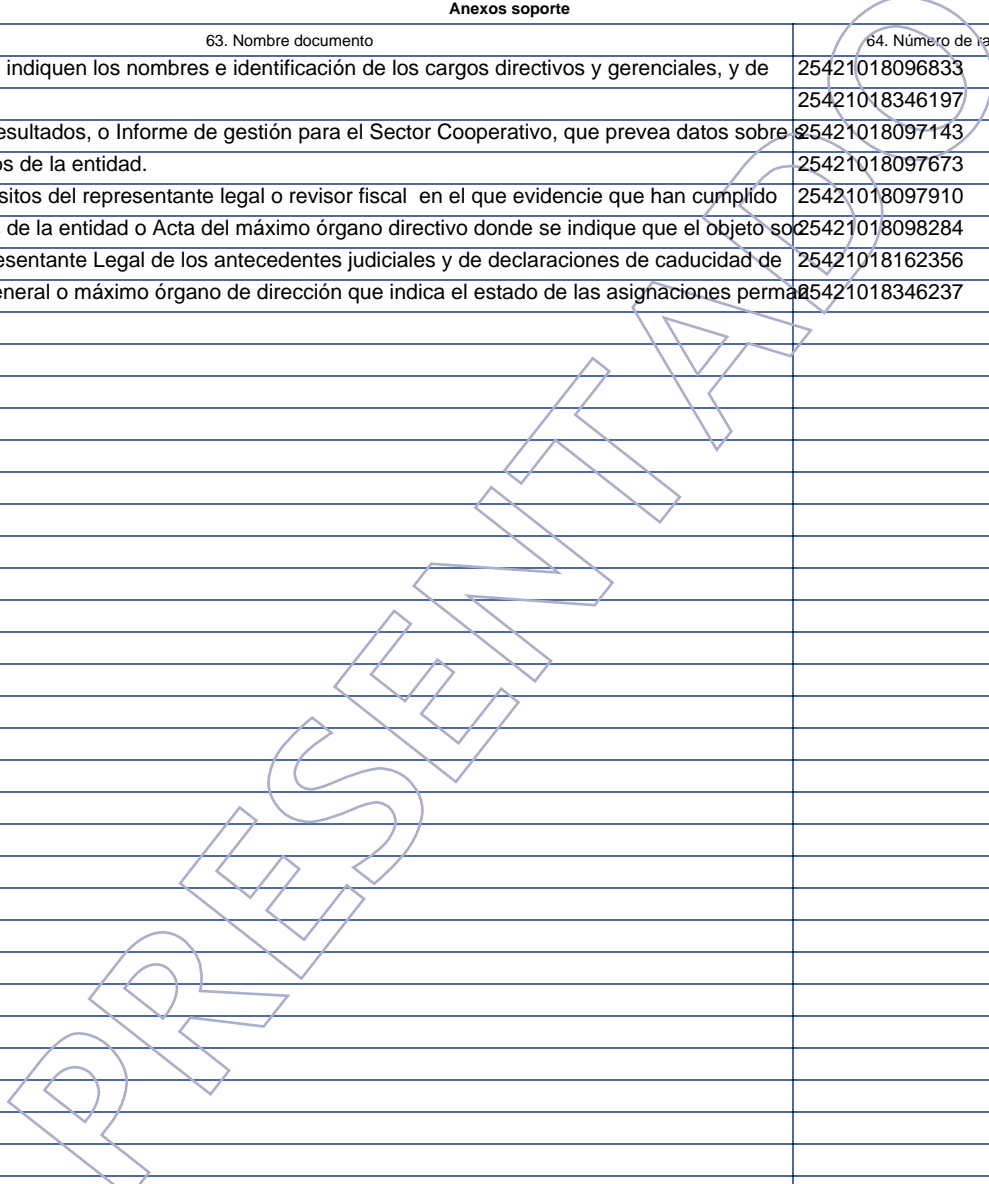 Anexos soporte
63. Nombre documento 64. Número de ra
indiquen los nombres e identificación de los cargos directivos y gerenciales, y de 25421018096833
25421018346197
esultados, o Informe de gestión para el Sector Cooperativo, que prevea datos sobre s 25421018097143
os de la entidad. 25421018097673
sitos del representante legal o revisor fiscal en el que evidencie que han cumplido 25421018097910
de la entidad o Acta del máximo órgano directivo donde se indique que el objeto soc 25421018098284
esentante Legal de los antecedentes judiciales y de declaraciones de caducidad de 25421018162356
eneral o máximo órgano de dirección que indica el estado de las asignaciones perman 25421018346237
PRESENTADO